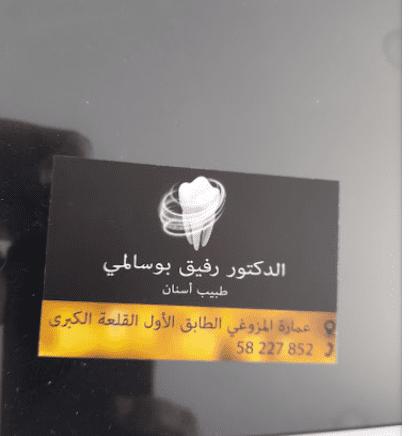 الدكتور رفيق بوسالمي
طبيب أسنان
عمارة المزوغي الطابق الأول القلعة الكبرى
58 227 852